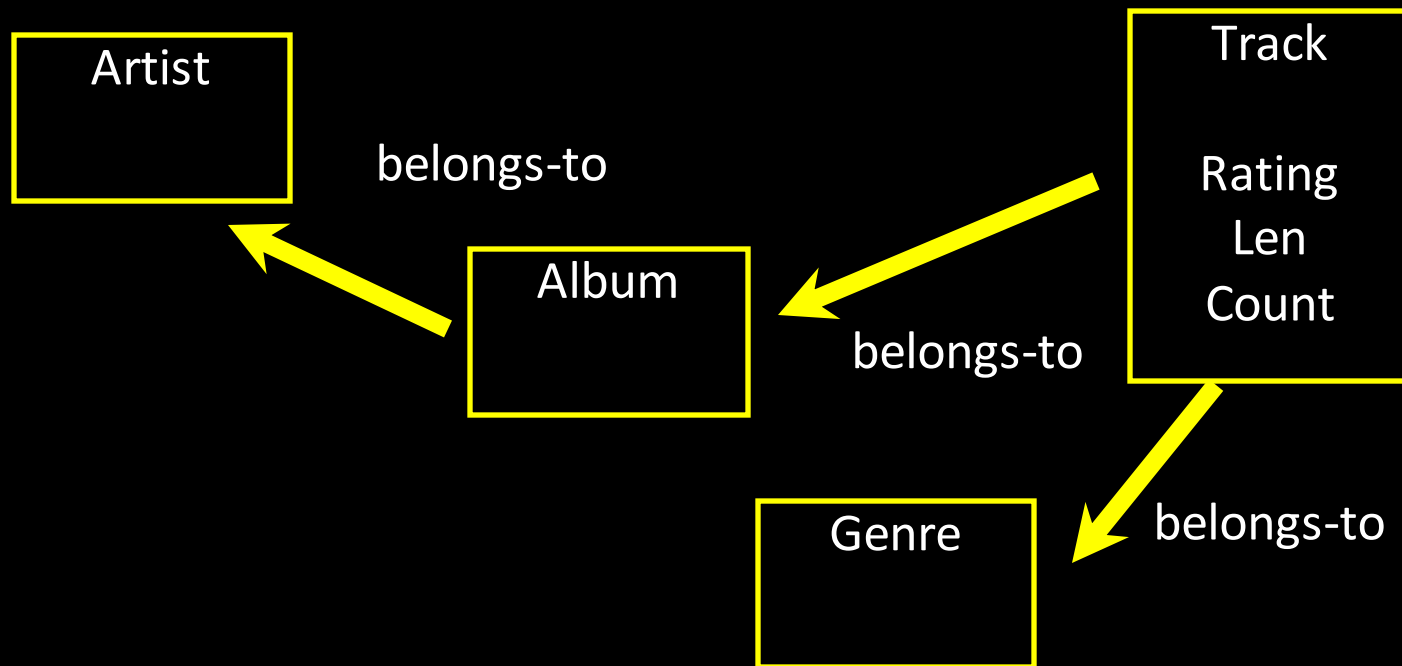 Track
Artist
belongs-to
Rating
Len
Count
Album
belongs-to
Genre
belongs-to